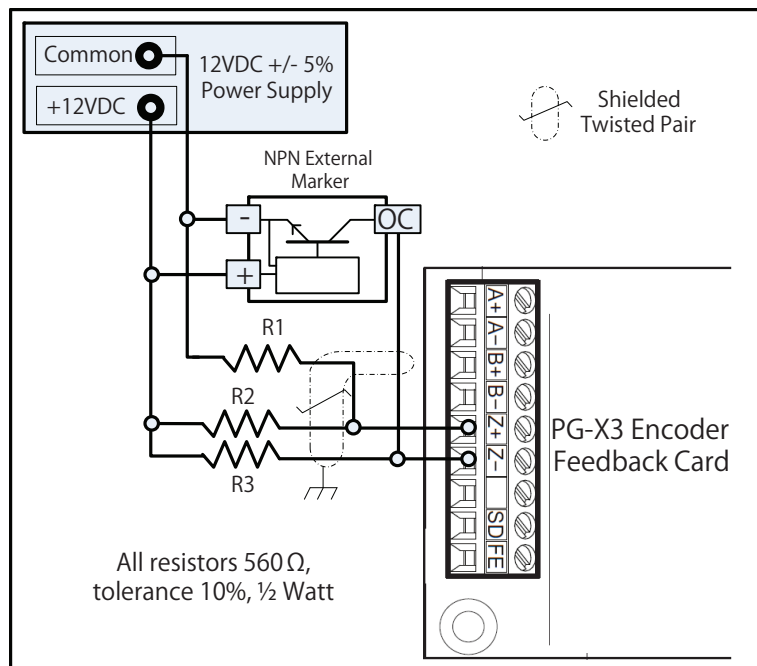 Common
+12VDC
12VDC +/- 5%
Power Supply
Shielded
Twisted Pair
NPN External
Marker
-
OC
+
R1
R2
R3
A+
A-
B+
B-
Z+
Z-
SD
FE
PG-X3 Encoder
Feedback Card
All resistors 560 Ω,
tolerance 10%, ½ Watt